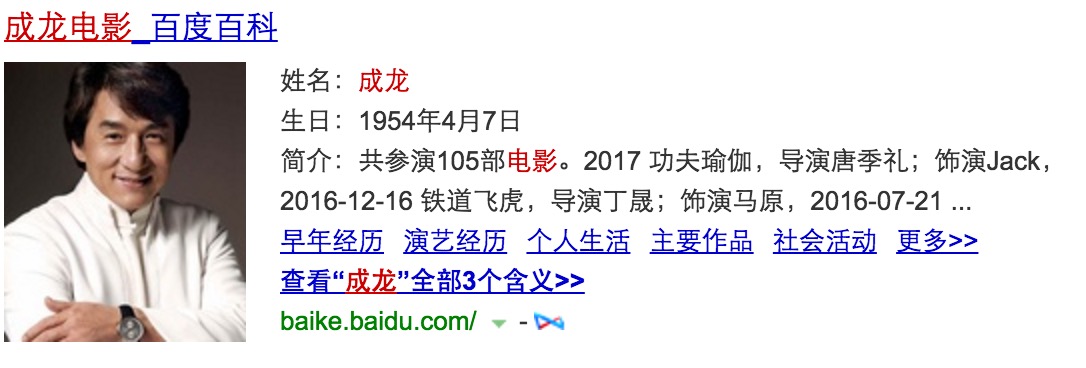 成龙电影_百度百科
姓名：成龙
生日：1954年4月7日
简介：共参演105部电影。2017 功夫瑜伽，导演唐季礼；饰演Jack，
2016-12-16 铁道飞虎，导演丁晟；饰演马原，2016-07-21 ...
早年经历 演艺经历 个人生活 主要作品 社会活动 更多>>
查看“成龙”全部3个含义>>
baike.baidu.com/ -